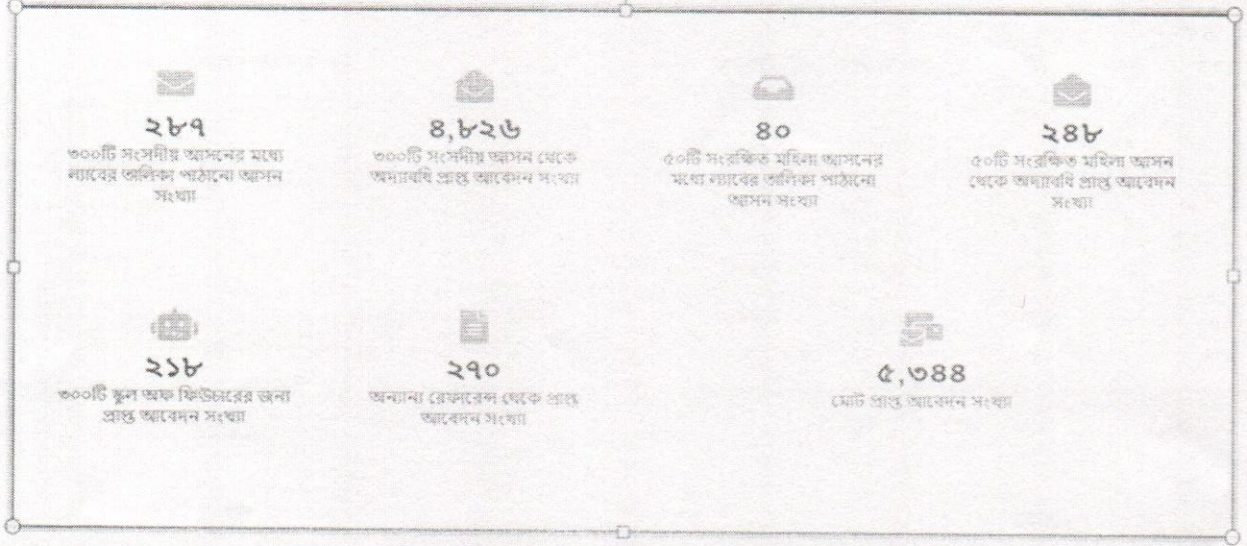 ২৮৭
৩০০টি সংসদীয় আসনের মধ্যে
ল্যাবের তালিকা পাঠানো আসন
সংখ্যা
৪,৮২৬
৩০০টি সংসদীয় আসন থেকে
অদ্যাবধি প্রাপ্ত আবেদন সংখ্যা
৪০
৫০টি সংরক্ষিত মহিলা আসনের
মধ্যে ল্যাবের তালিকা পাঠানো
আসন সংখ্যা
২৪৮
৫০টি সংরক্ষিত মহিলা আসন
থেকে অদ্যাবধি প্রাপ্ত আবেদন
সংখ্যা
২১৮
৩০০টি স্কুল অফ ফিউচারের জন্য
প্রাপ্ত আবেদন সংখ্যা
২৭০
অন্যান্য রেফারেন্স থেকে প্রাপ্ত
আবেদন সংখ্যা
৫,৩৪৪
মোট প্রাপ্ত আবেদন সংখ্যা